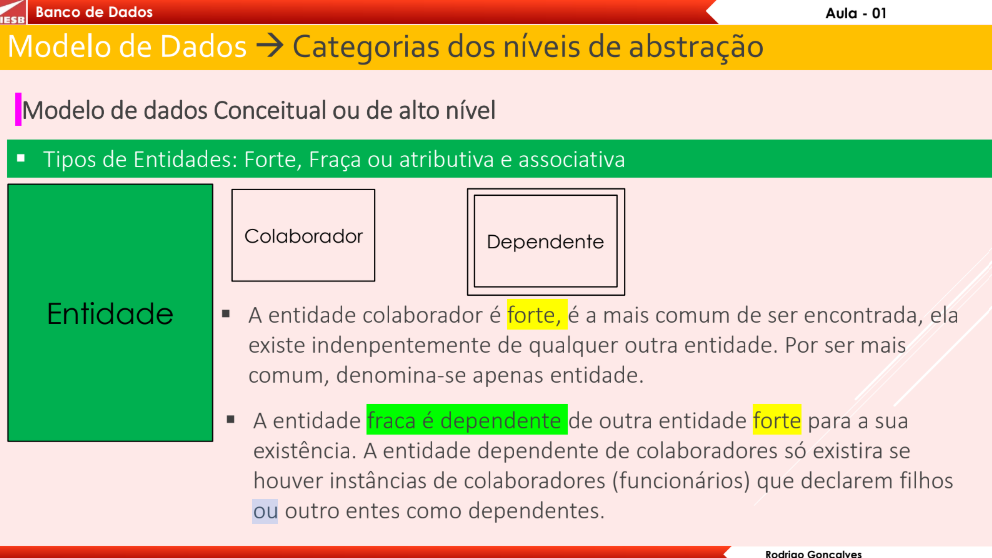 IESB
Banco de Dados
Aula - 01
Modelo de Dados → Categorias dos níveis de abstração
Modelo de dados Conceitual ou de alto nível
▪ Tipos de Entidades: Forte, Fraça ou atributiva e associativa
Entidade
Colaborador
Dependente
▪ A entidade colaborador é forte, é a mais comum de ser encontrada, ela
existe indenpentemente de qualquer outra entidade. Por ser mais
comum, denomina-se apenas entidade.
▪ A entidade fraca é dependente de outra entidade forte para a sua
existência. A entidade dependente de colaboradores só existira se
houver instâncias de colaboradores (funcionários) que declarem filhos
ou outro entes como dependentes.
Rodrigo Gonçalves